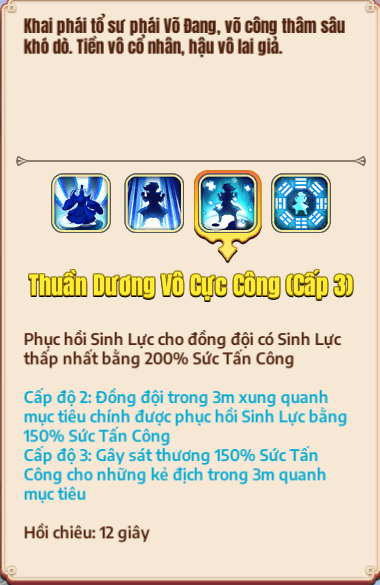 Khai phái tổ sư phái Võ Đang, võ công thâm sâu
khó dò. Tiền vô cổ nhân, hậu vô lai giả.
Thuần Dương Vô Cực Công (Cấp 3)
Phục hồi Sinh Lực cho đồng đội có Sinh Lực
thấp nhất bằng 200% Sức Tấn Công
Cấp độ 2: Đồng đội trong 3m xung quanh
mục tiêu chính được phục hồi Sinh Lực bằng
150% Sức Tấn Công
Cấp độ 3: Gây sát thương 150% Sức Tấn
Công cho những kẻ địch trong 3m quanh
mục tiêu
Hồi chiêu: 12 giây